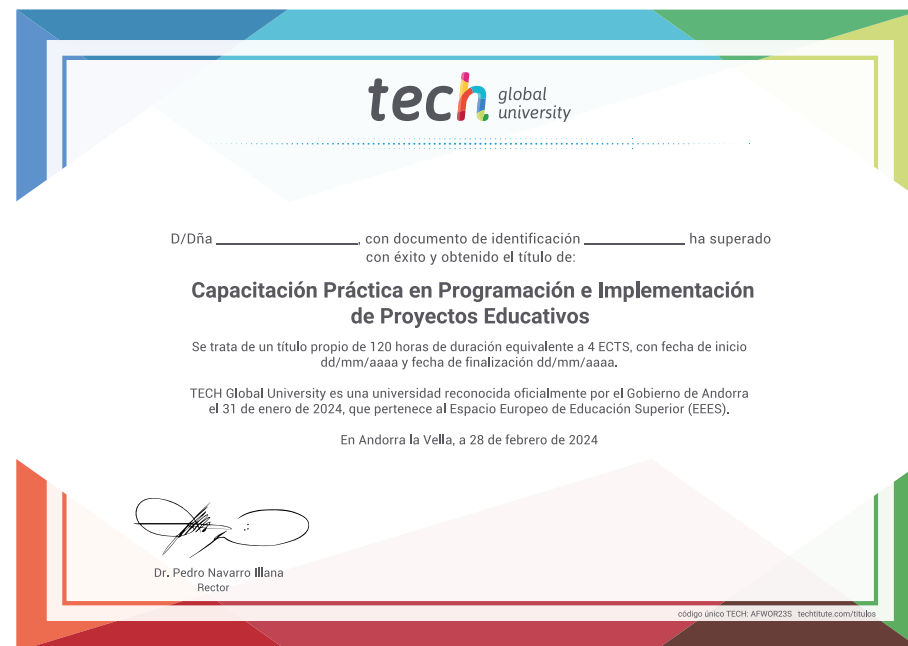 tech global university
D/Dña ____________________, con documento de identificación ______________ ha superado
con éxito y obtenido el título de:
Capacitación Práctica en Programación e Implementación
de Proyectos Educativos
Se trata de un título propio de 120 horas de duración equivalente a 4 ECTS, con fecha de inicio
dd/mm/aaaa y fecha de finalización dd/mm/aaaa.
TECH Global University es una universidad reconocida oficialmente por el Gobierno de Andorra
el 31 de enero de 2024, que pertenece al Espacio Europeo de Educación Superior (EEES).
En Andorra la Vella, a 28 de febrero de 2024
Dr. Pedro Navarro Illana
Rector
código único TECH: AFWOR23S techtitute.com/titulos